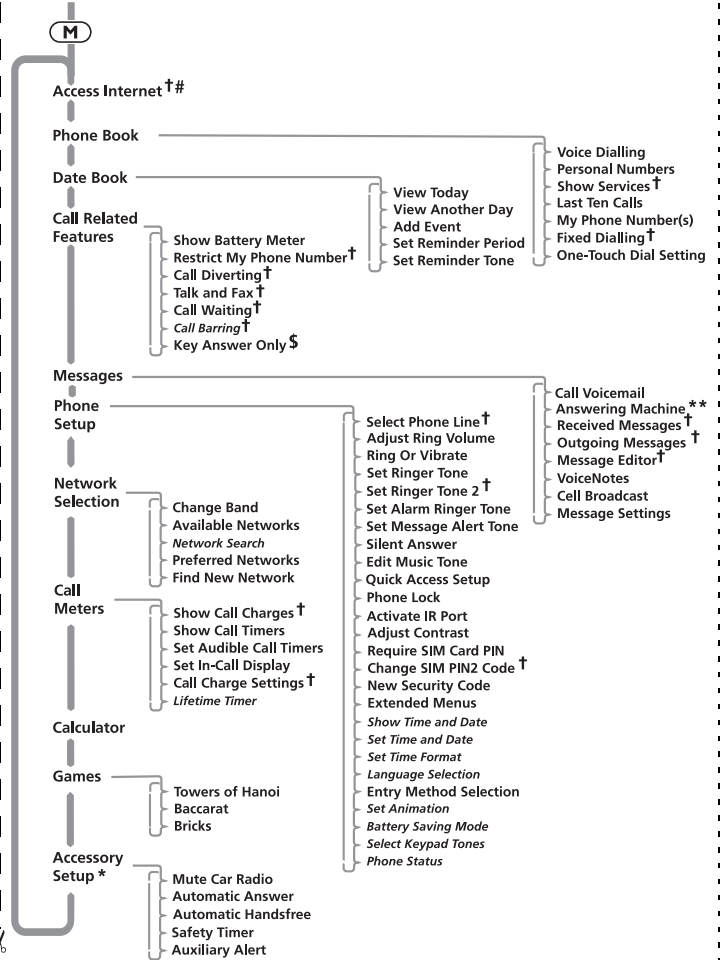 M
Access Internet†#
Phone Book
Voice Dialling
Personal Numbers
Show Services†
Last Ten Calls
My Phone Number(s)
Fixed Dialling†
One-Touch Dial Setting
Date Book
View Today
View Another Day
Add Event
Set Reminder Period
Set Reminder Tone
Call Related
Features
Show Battery Meter
Restrict My Phone Number†
Call Diverting†
Talk and Fax†
Call Waiting†
Call Barring†
Key Answer Only$
Messages
Call Voicemail
Answering Machine**
Received Messages†
Outgoing Messages†
Message Editor†
VoiceNotes
Cell Broadcast
Message Settings
Phone
Setup
Select Phone Line†
Adjust Ring Volume
Ring Or Vibrate
Set Ringer Tone
Set Ringer Tone 2†
Set Alarm Ringer Tone
Set Message Alert Tone
Silent Answer
Edit Music Tone
Quick Access Setup
Phone Lock
Activate IR Port
Adjust Contrast
Require SIM Card PIN
Change SIM PIN2 Code†
New Security Code
Extended Menus
Show Time and Date
Set Time and Date
Set Time Format
Language Selection
Entry Method Selection
Set Animation
Battery Saving Mode
Select Keypad Tones
Phone Status
Network
Selection
Change Band
Available Networks
Network Search
Preferred Networks
Find New Network
Call
Meters
Show Call Charges†
Show Call Timers
Set Audible Call Timers
Set In-Call Display
Call Charge Settings†
Lifetime Timer
Calculator
Games
Towers of Hanoi
Baccarat
Bricks
Accessory
Setup *
Mute Car Radio
Automatic Answer
Automatic Handsfree
Safety Timer
Auxiliary Alert